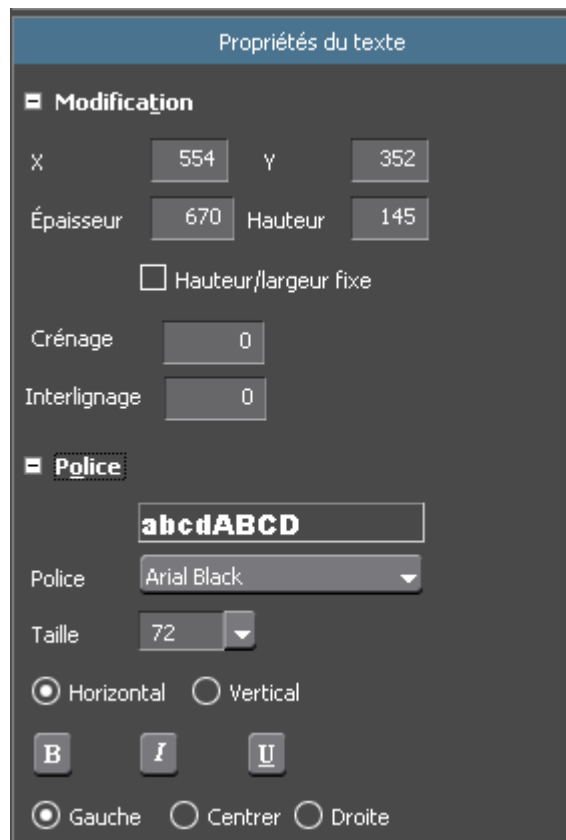 Propriétés du texte
Modification
X 554 Y 352
Épaisseur 670 Hauteur 145
Hauteur/largeur fixe
Crénage 0
Interlignage 0
Police
abcdABCD
Police Arial Black
Taille 72
Horizontal Vertical
B I U
Gauche Centrer Droite